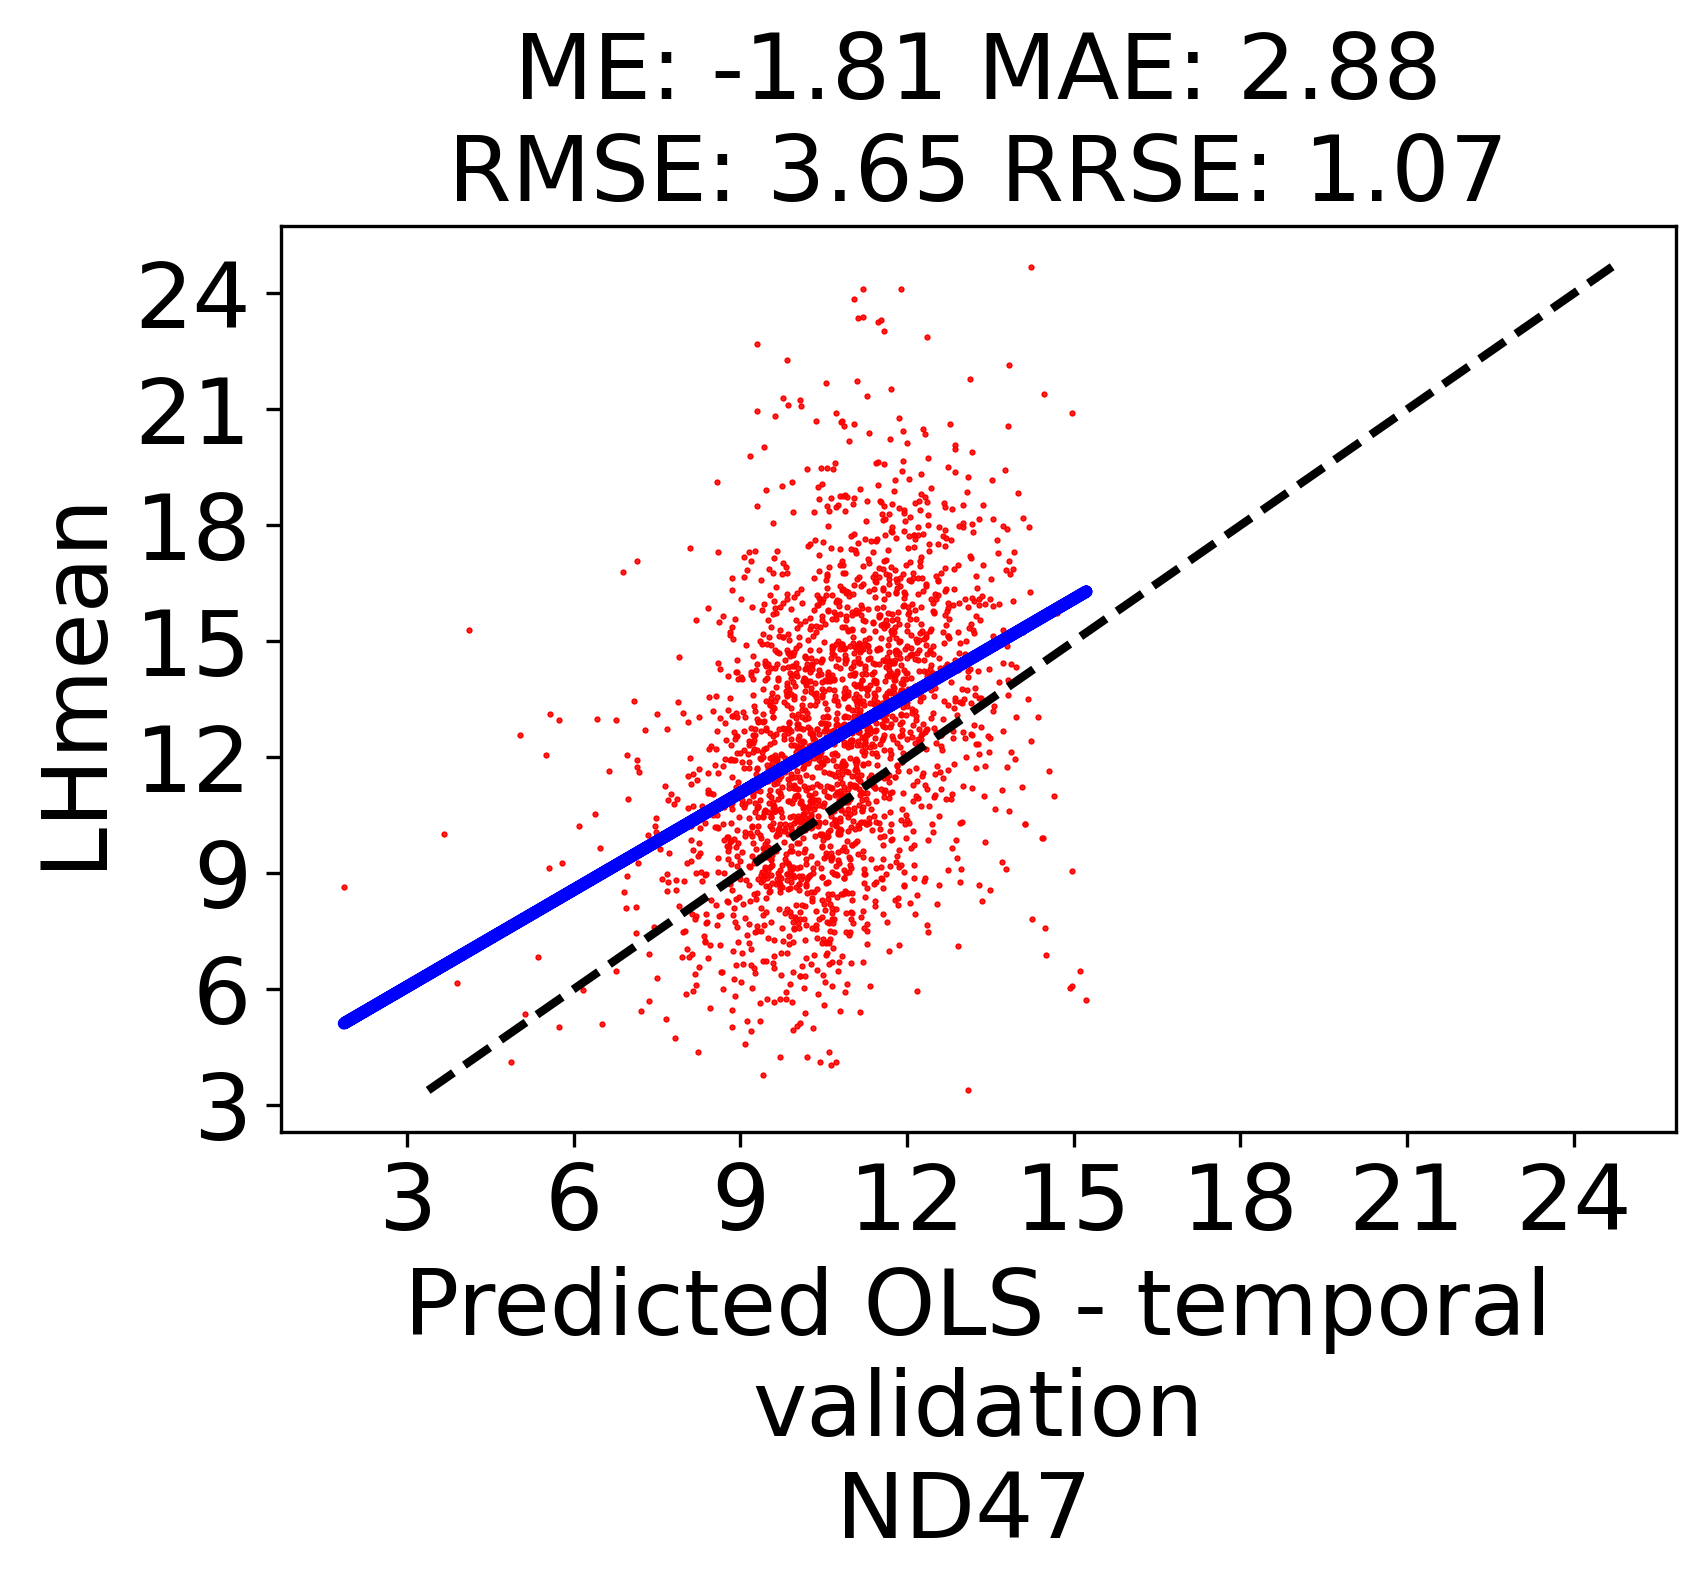 ME: -1.81 MAE: 2.88
RMSE: 3.65 RRSE: 1.07
24
21
18
15
12
9
6
3
LHmean
3 6 9 12 15 18 21 24
Predicted OLS - temporal
validation
ND47